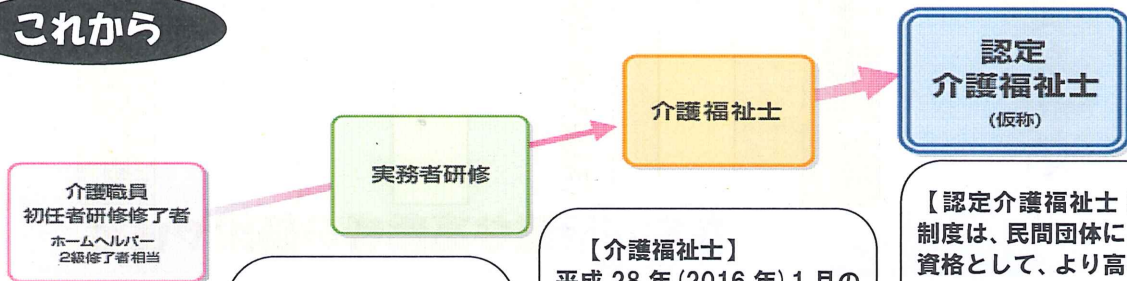 これから
認定
介護福祉士
(仮称)
介護福祉士
実務者研修
介護職員
初任者研修修了者
ホームヘルパー
2級修了者相当
【介護福祉士】
平成 28 年(2016 年)1 月の
【認定介護福祉士
制度は、民間団体に
資格として、より高